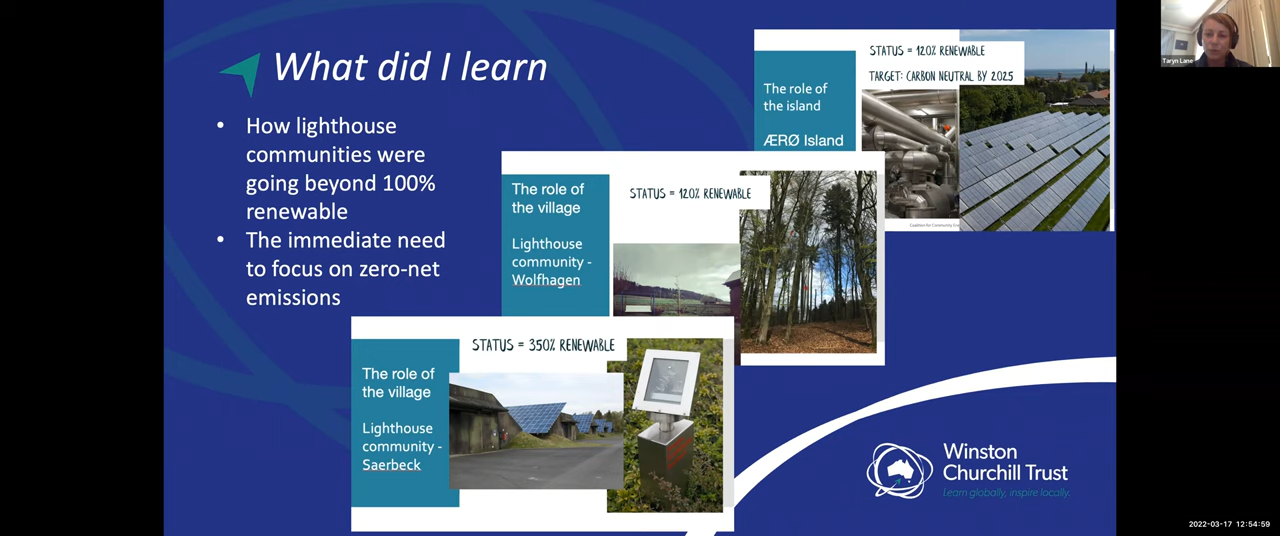 What did I learn
• How lighthouse
communities were
going beyond 100%
renewable
• The immediate need
to focus on zero-net
emissions
STATUS = 120% RENEWABLE
TARGET: CARBON NEUTRAL BY 2025
The role of
the island
ÆRØ Island
The role of
the village
Lighthouse
community -
Wolfhagen
STATUS = 120% RENEWABLE
STATUS = 350% RENEWABLE
The role of
the village
Lighthouse
community -
Saerbeck
Winston
Churchill Trust
Learn globally, inspire locally.
Taryn Lane
2022-03-17 12:54:59